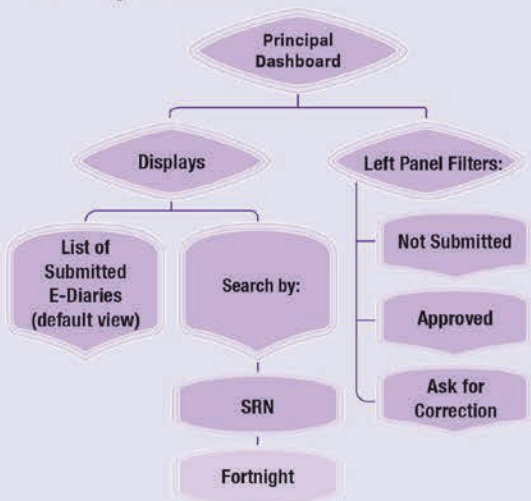 Principal
Dashboard
Displays
Left Panel Filters:
List of
Submitted
E-Diaries
(default view)
Search by:
Not Submitted
Approved
Ask for
Correction
SRN
Fortnight